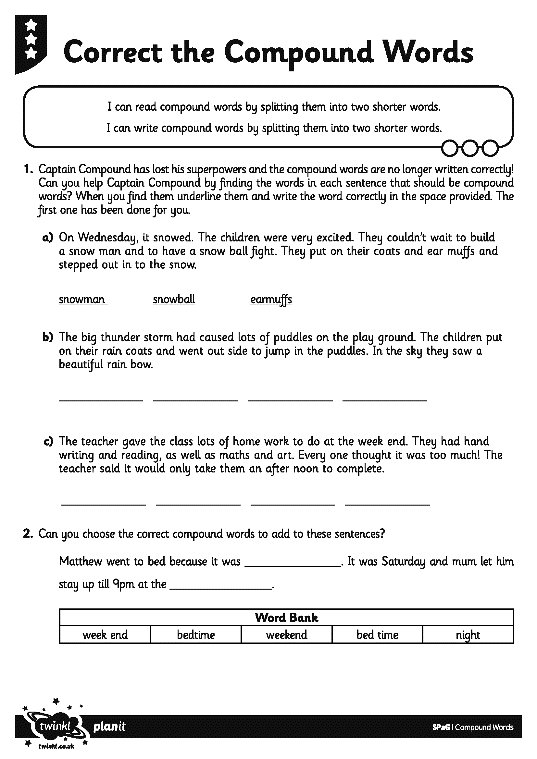 Correct the Compound Words
I can read compound words by splitting them into two shorter words.
I can write compound words by splitting them into two shorter words.
1. Captain Compound has lost his superpowers and the compound words are no longer written correctly!
Can you help Captain Compound by finding the words in each sentence that should be compound
words? When you find them underline them and write the word correctly in the space provided. The
first one has been done for you.
a) On Wednesday, it snowed. The children were very excited. They couldn't wait to build
a snow man and to have a snow ball fight. They put on their coats and ear muffs and
stepped out in to the snow.
snowman snowball earmuffs
b) The big thunder storm had caused lots of puddles on the play ground. The children put
on their rain coats and went out side to jump in the puddles. In the sky they saw a
beautiful rain bow.
c) The teacher gave the class lots of home work to do at the week end. They had hand
writing and reading, as well as maths and art. Every one thought it was too much! The
teacher said it would only take them an after noon to complete.
2. Can you choose the correct compound words to add to these sentences?
Matthew went to bed because it was ________________. It was Saturday and mum let him
stay up till 9pm at the _________________.
Word Bank
week end bedtime weekend bed time night
twinkl planit SPaG | Compound Words
twinkl.co.uk